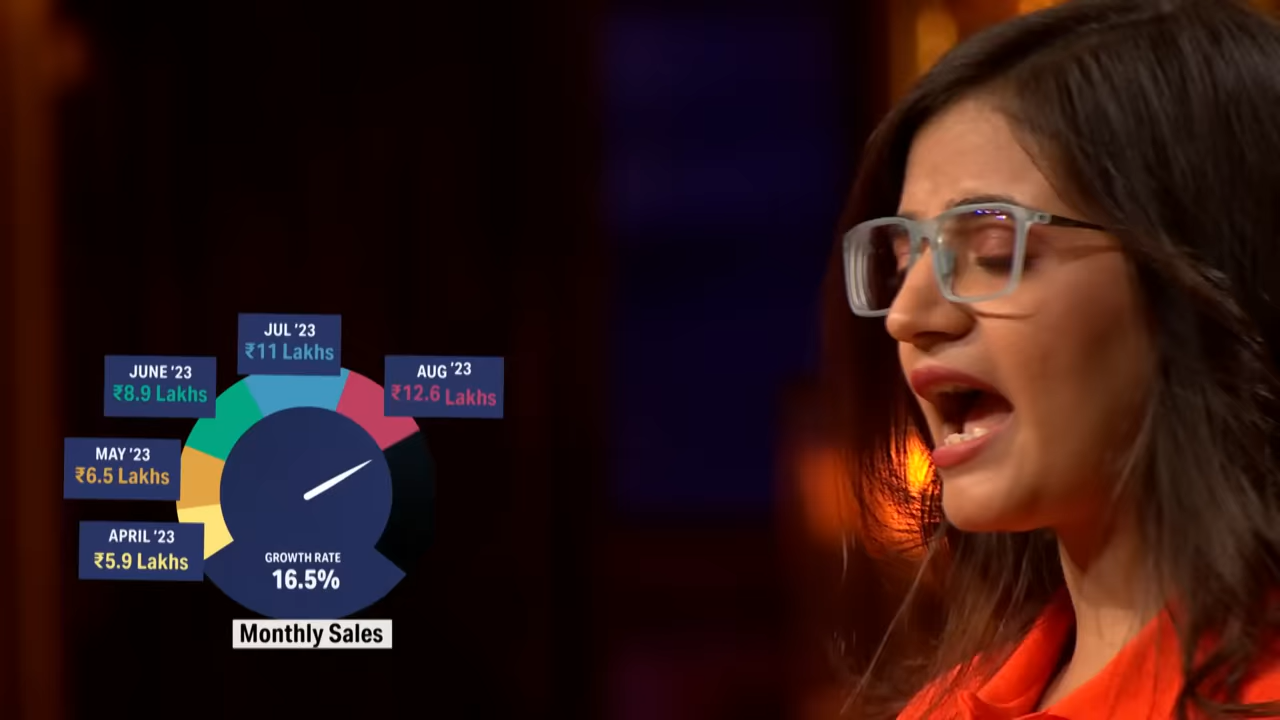 JUL '23
₹11 Lakhs
JUNE '23
₹8.9 Lakhs
AUG '23
₹12.6 Lakhs
MAY '23
₹6.5 Lakhs
APRIL '23
₹5.9 Lakhs
GROWTH RATE
16.5%
Monthly Sales